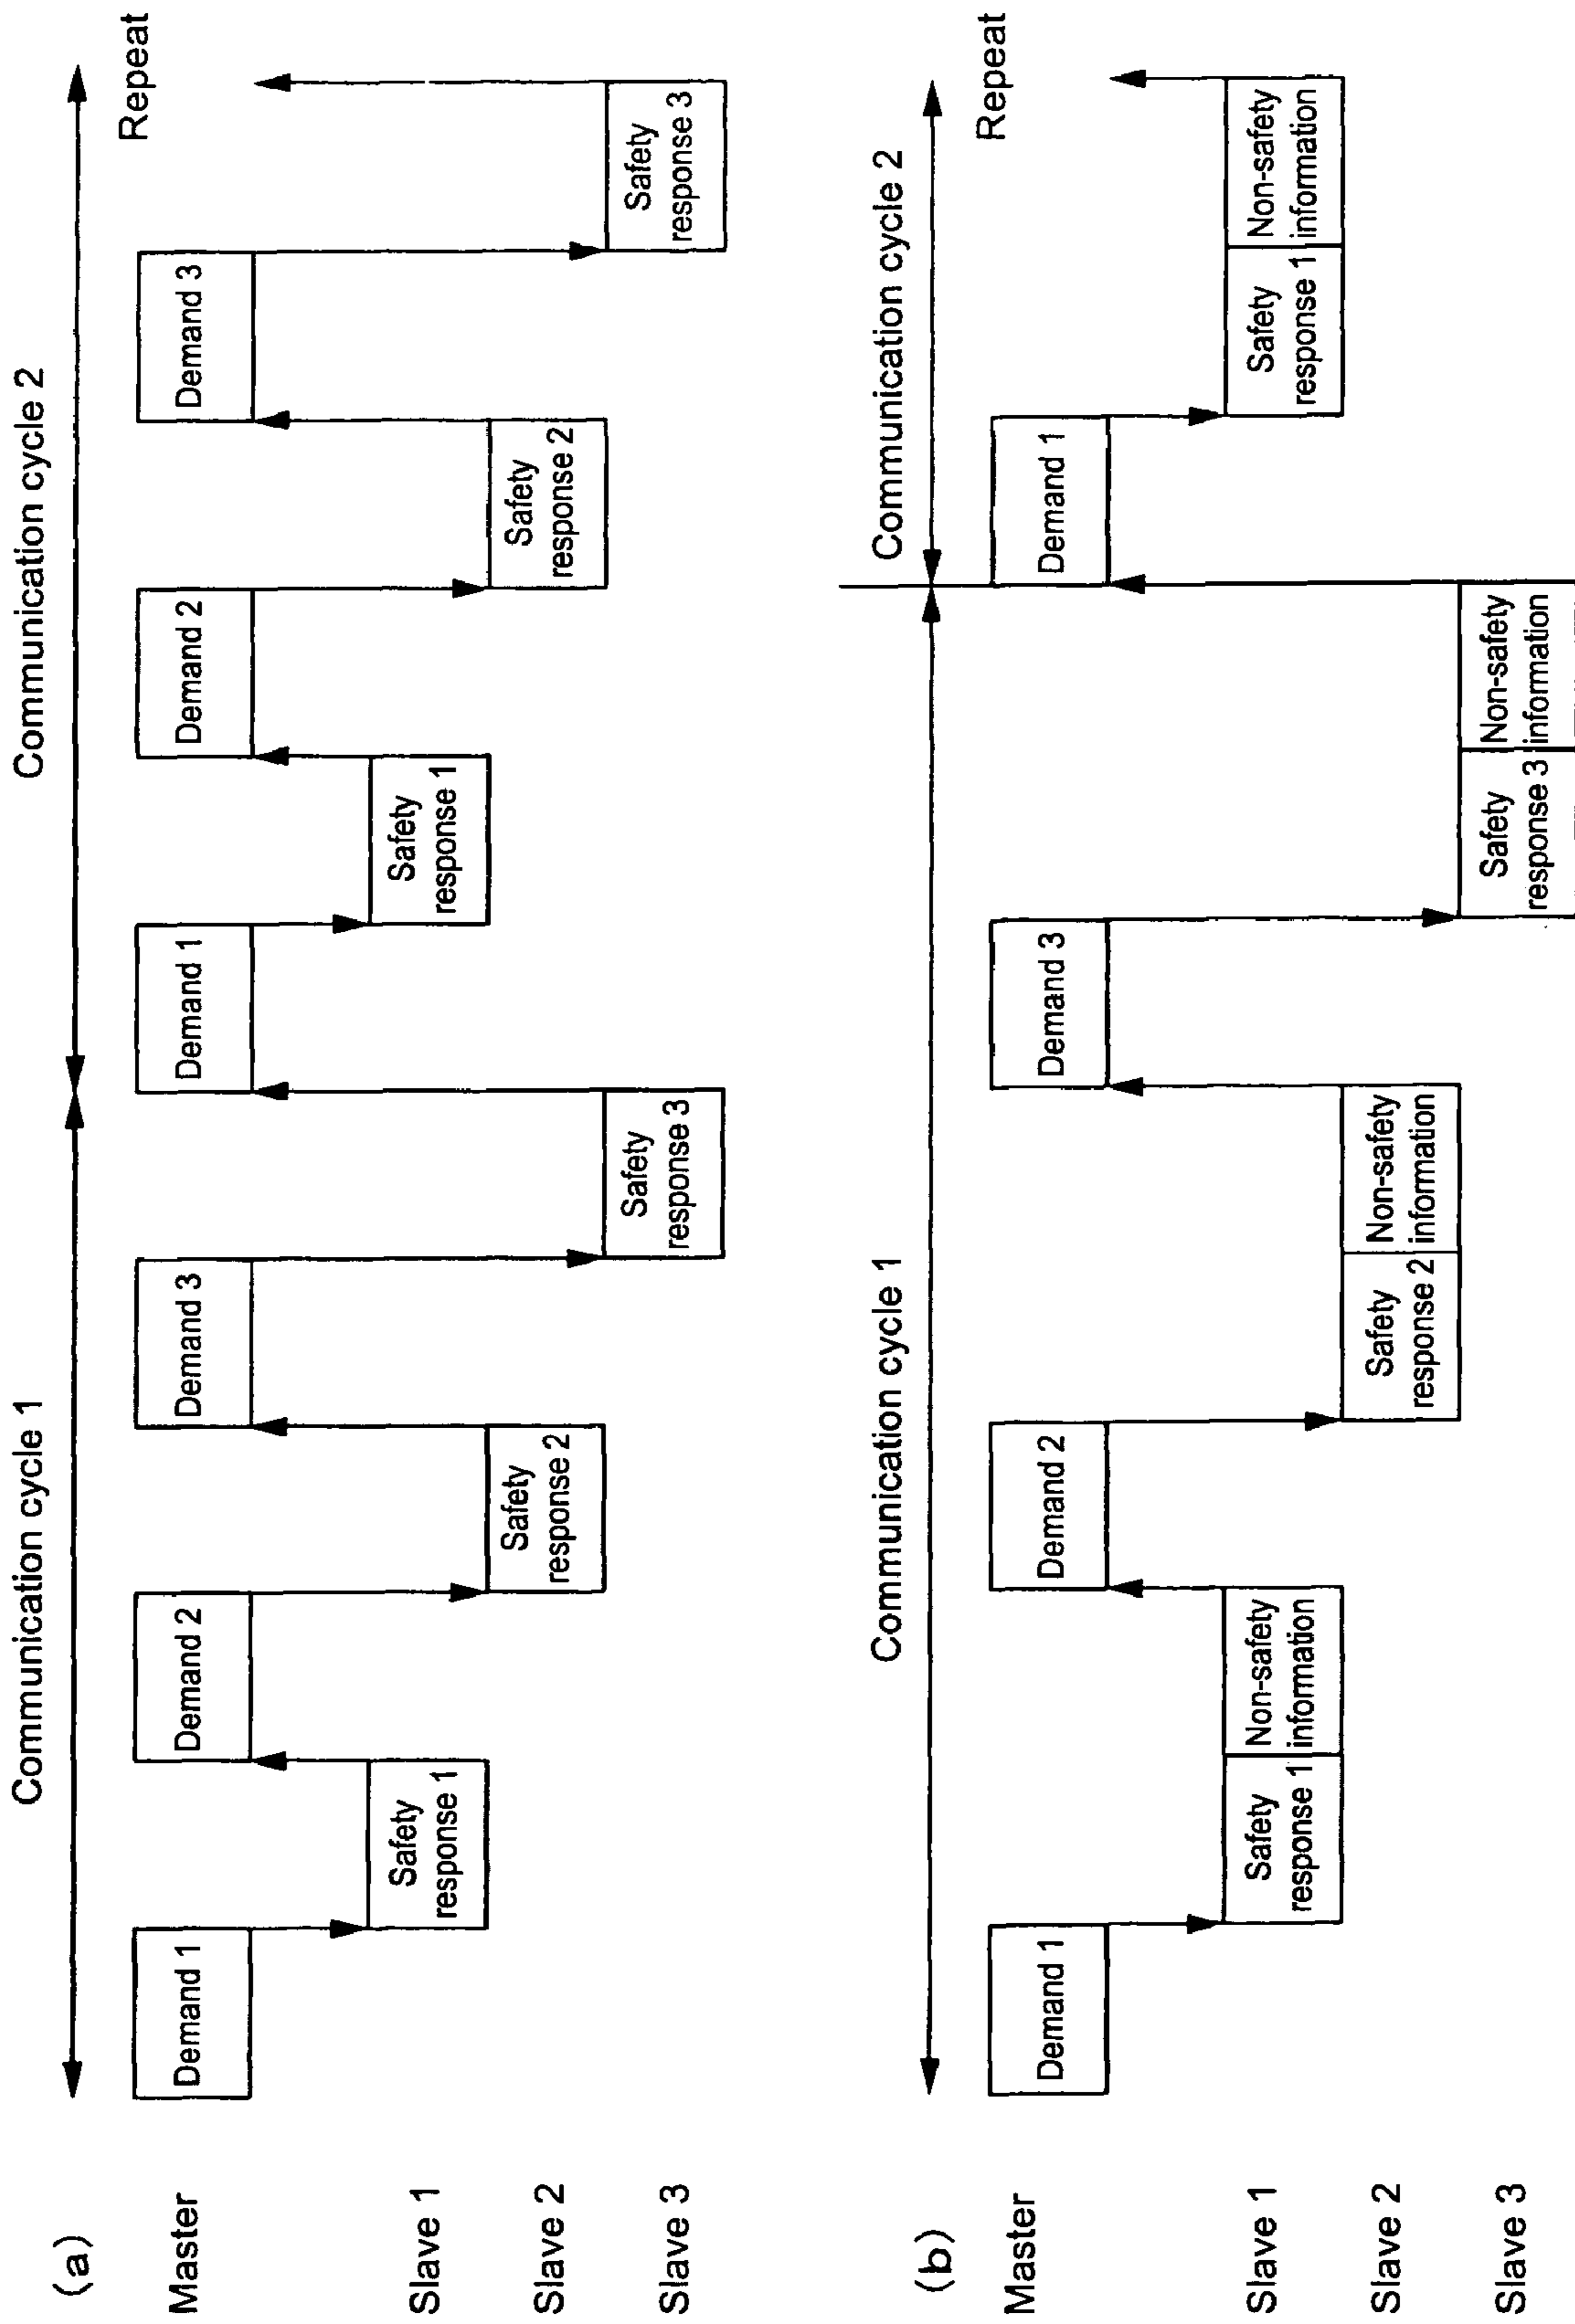 (a)
Communication cycle 1
Communication cycle 2
Repeat
Master
Demand 1
Demand 2
Demand 3
Demand 1
Demand 2
Demand 3
Slave 1
Safety
response 1
Safety
response 1
Slave 2
Safety
response 2
Safety
response 2
Slave 3
Safety
response 3
Safety
response 3
(b)
Communication cycle 1
Communication cycle 2
Repeat
Master
Demand 1
Demand 2
Demand 3
Demand 1
Slave 1
Safety
response 1
Non-safety
information
Safety
response 1
Non-safety
information
Slave 2
Safety
response 2
Non-safety
information
Slave 3
Safety
response 3
Non-safety
information